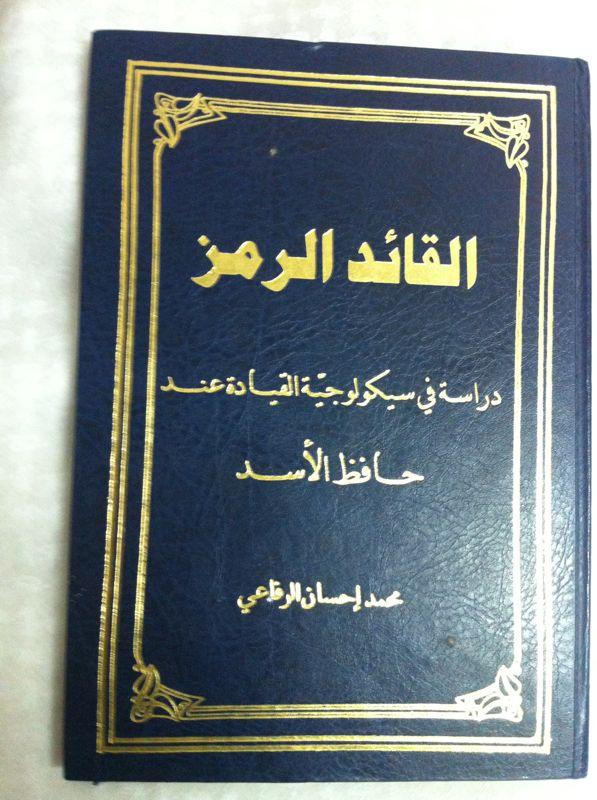 القائد الرمز
دراسة في سيكولوجيّة القيادة عند
حافظ الأسد
محمد إحسان الرفاعي